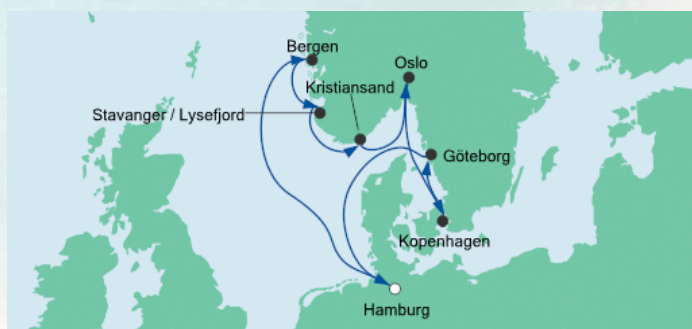 Bergen
Oslo
Kristiansand
Stavanger / Lysefjord
Göteborg
Kopenhagen
Hamburg